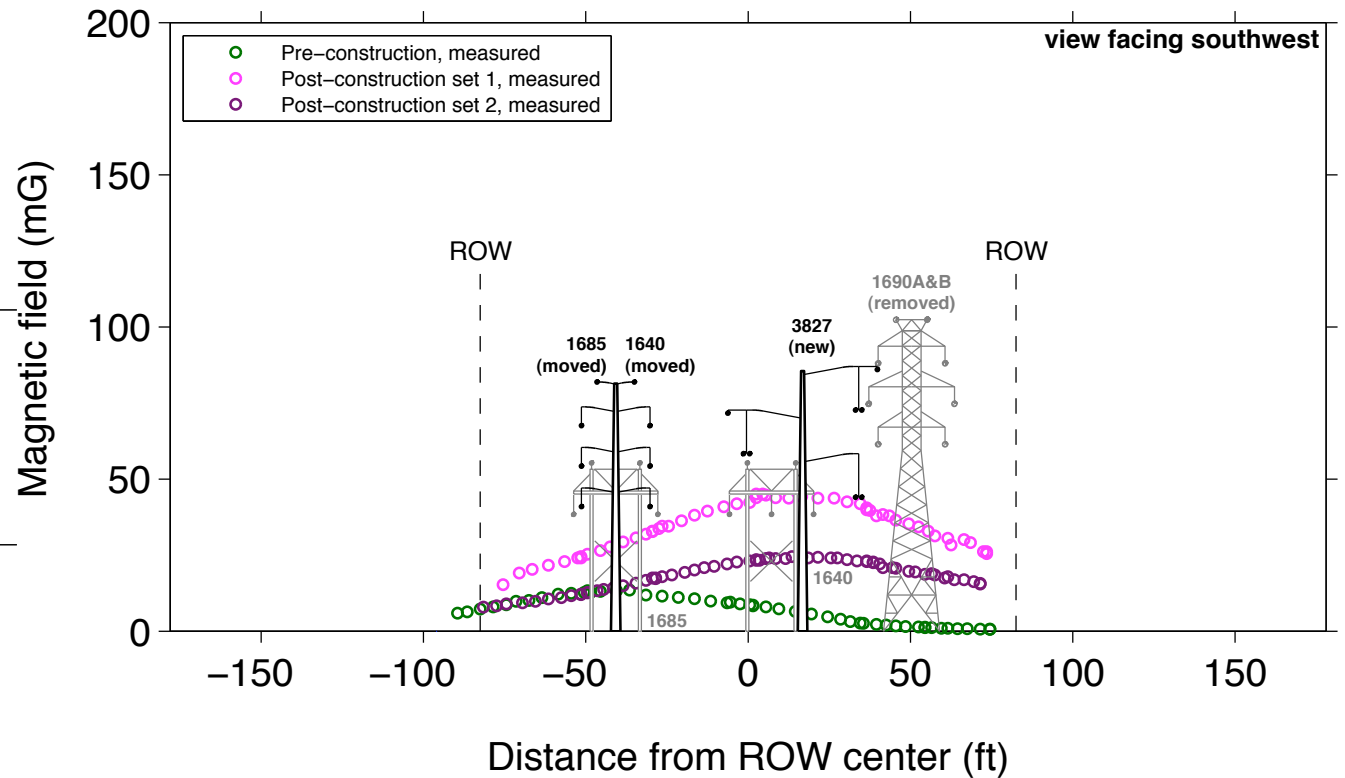 200
view facing southwest
Pre−construction, measured
Post−construction set 1, measured
Post−construction set 2, measured
150
Magnetic field (mG)
ROW
ROW
1690A&B
(removed)
100
3827
(new)
1685
(moved)
1640
(moved)
50
1640
1685
0
−150
−100
−50
0
50
100
150
Distance from ROW center (ft)